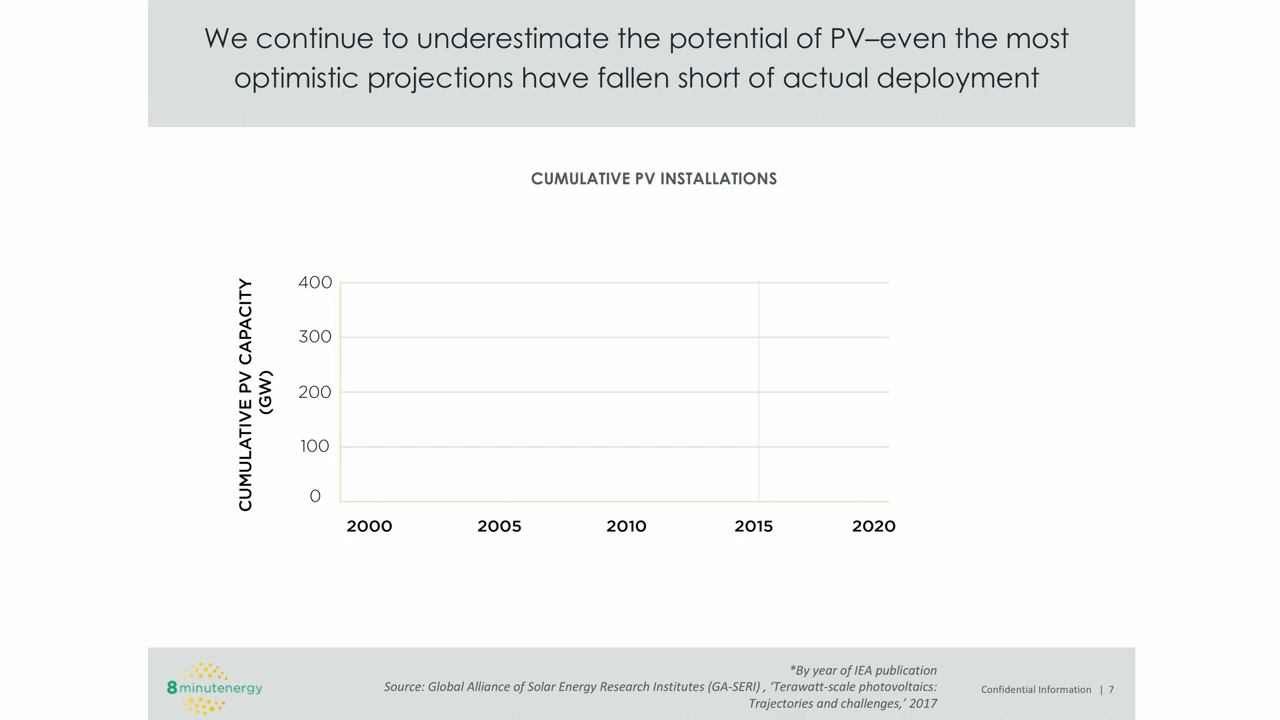 We continue to underestimate the potential of PV–even the most
optimistic projections have fallen short of actual deployment
CUMULATIVE PV INSTALLATIONS
CUMULATIVE PV CAPACITY
(GW)
400
300
200
100
0
2000 2005 2010 2015 2020
8minutenergy
*By year of IEA publication
Source: Global Alliance of Solar Energy Research Institutes (GA-SERI) , ‘Terawatt-scale photovoltaics:
Trajectories and challenges,’ 2017
Confidential Information | 7